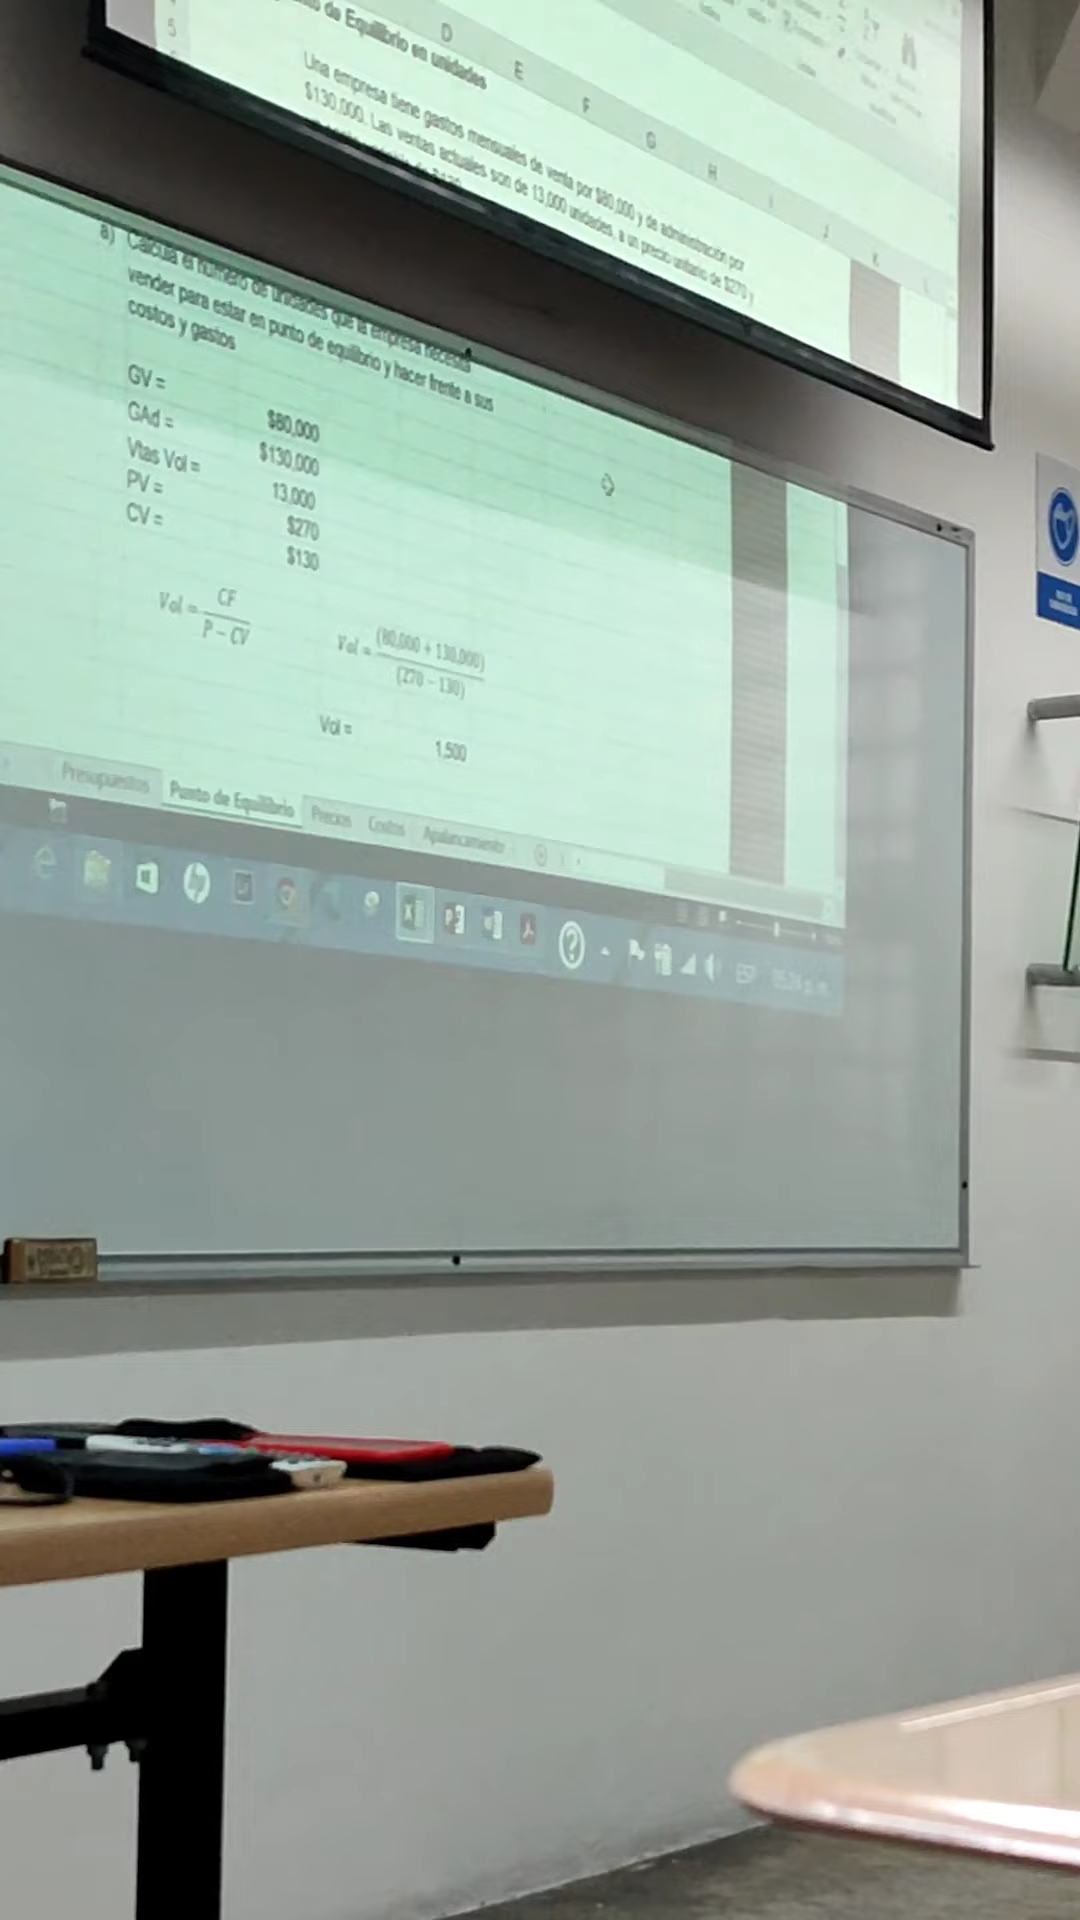 de Equilibrio en unidades
D E F G H J K
5
Una empresa tiene gastos mensuales de venta por $80,000 y de administración por
$130,000. Las ventas actuales son de 13,000 unidades, a un precio unitario de $270 y
a) Calcula el número de unidades que la empresa necesita
vender para estar en punto de equilibrio y hacer frente a sus
costos y gastos
GV = $80,000
GAd = $130,000
Vtas Vol = 13,000
PV = $270
CV = $130
Vol = CF / P − CV
Vol = (80,000 + 130,000) / (270 − 130)
Vol = 1,500
Presupuestos Punto de Equilibrio Precios Costos Apalancamiento
ESP